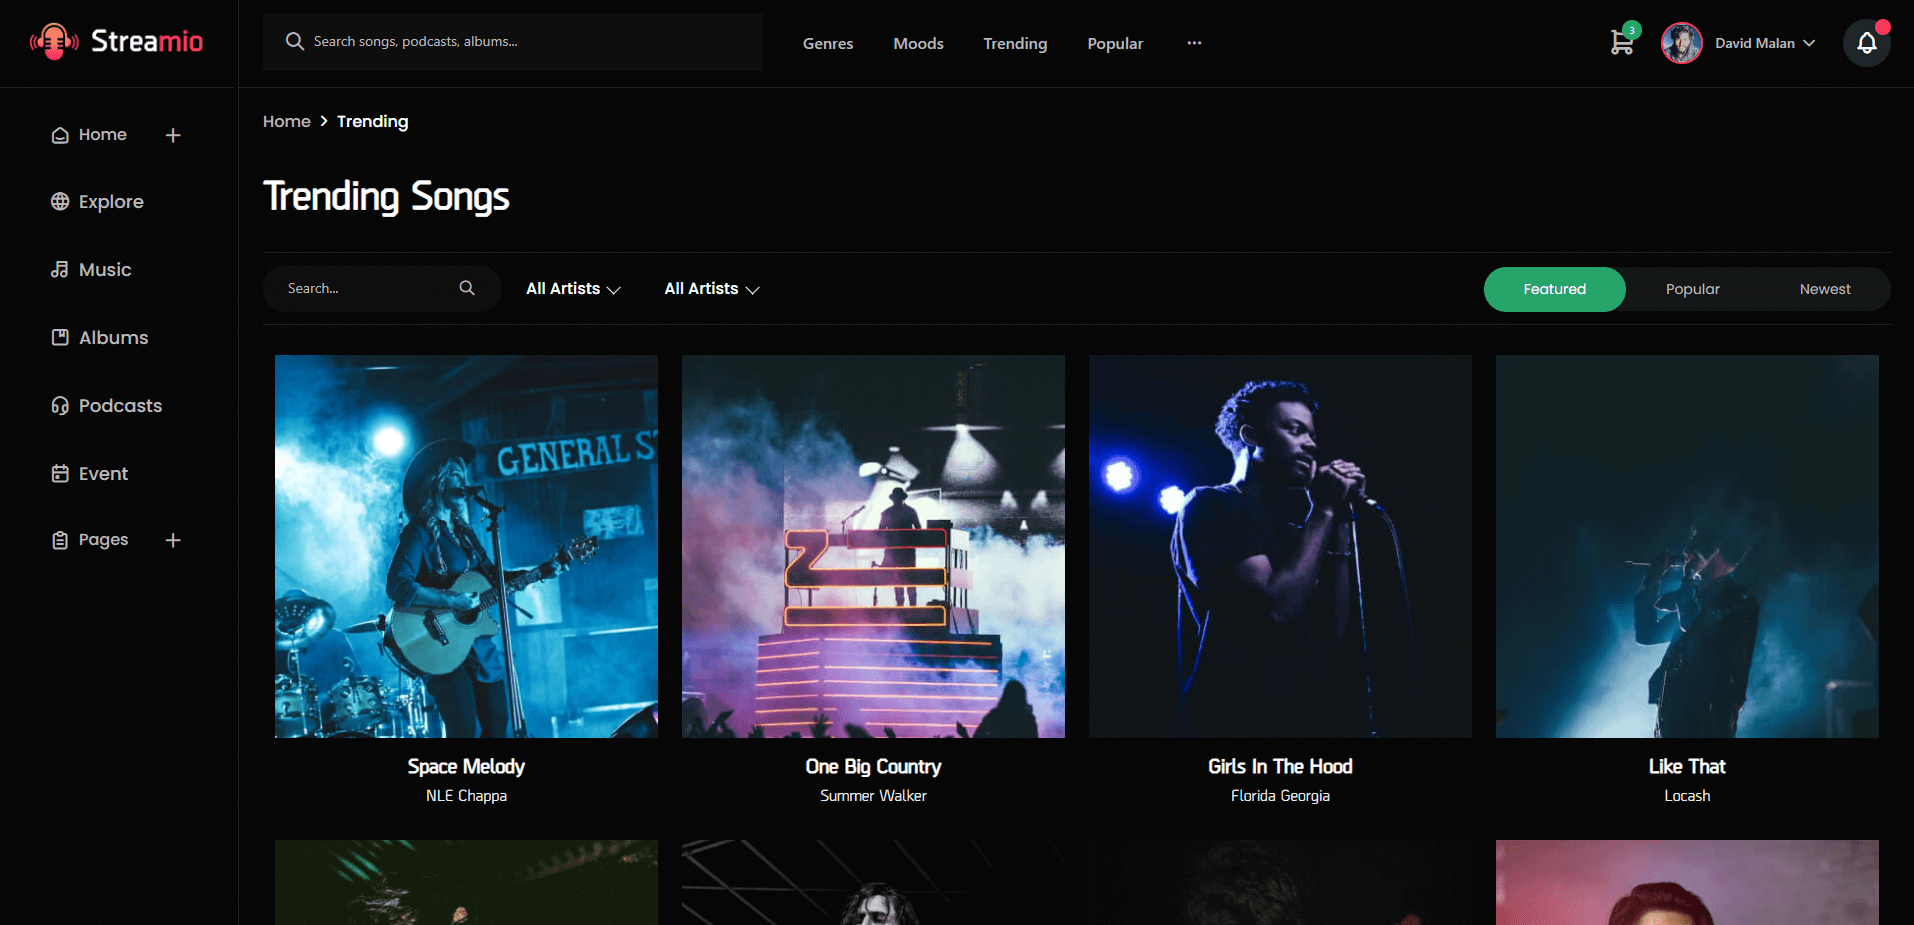 Streamio
Search songs, podcasts, albums...
Genres
Moods
Trending
Popular
3
David Malan
Home
Explore
Music
Albums
Podcasts
Event
Pages
Home > Trending
Trending Songs
Search...
All Artists
All Artists
Featured
Popular
Newest
GENERAL S
Space Melody
NLE Chappa
One Big Country
Summer Walker
Girls In The Hood
Florida Georgia
Like That
Locash